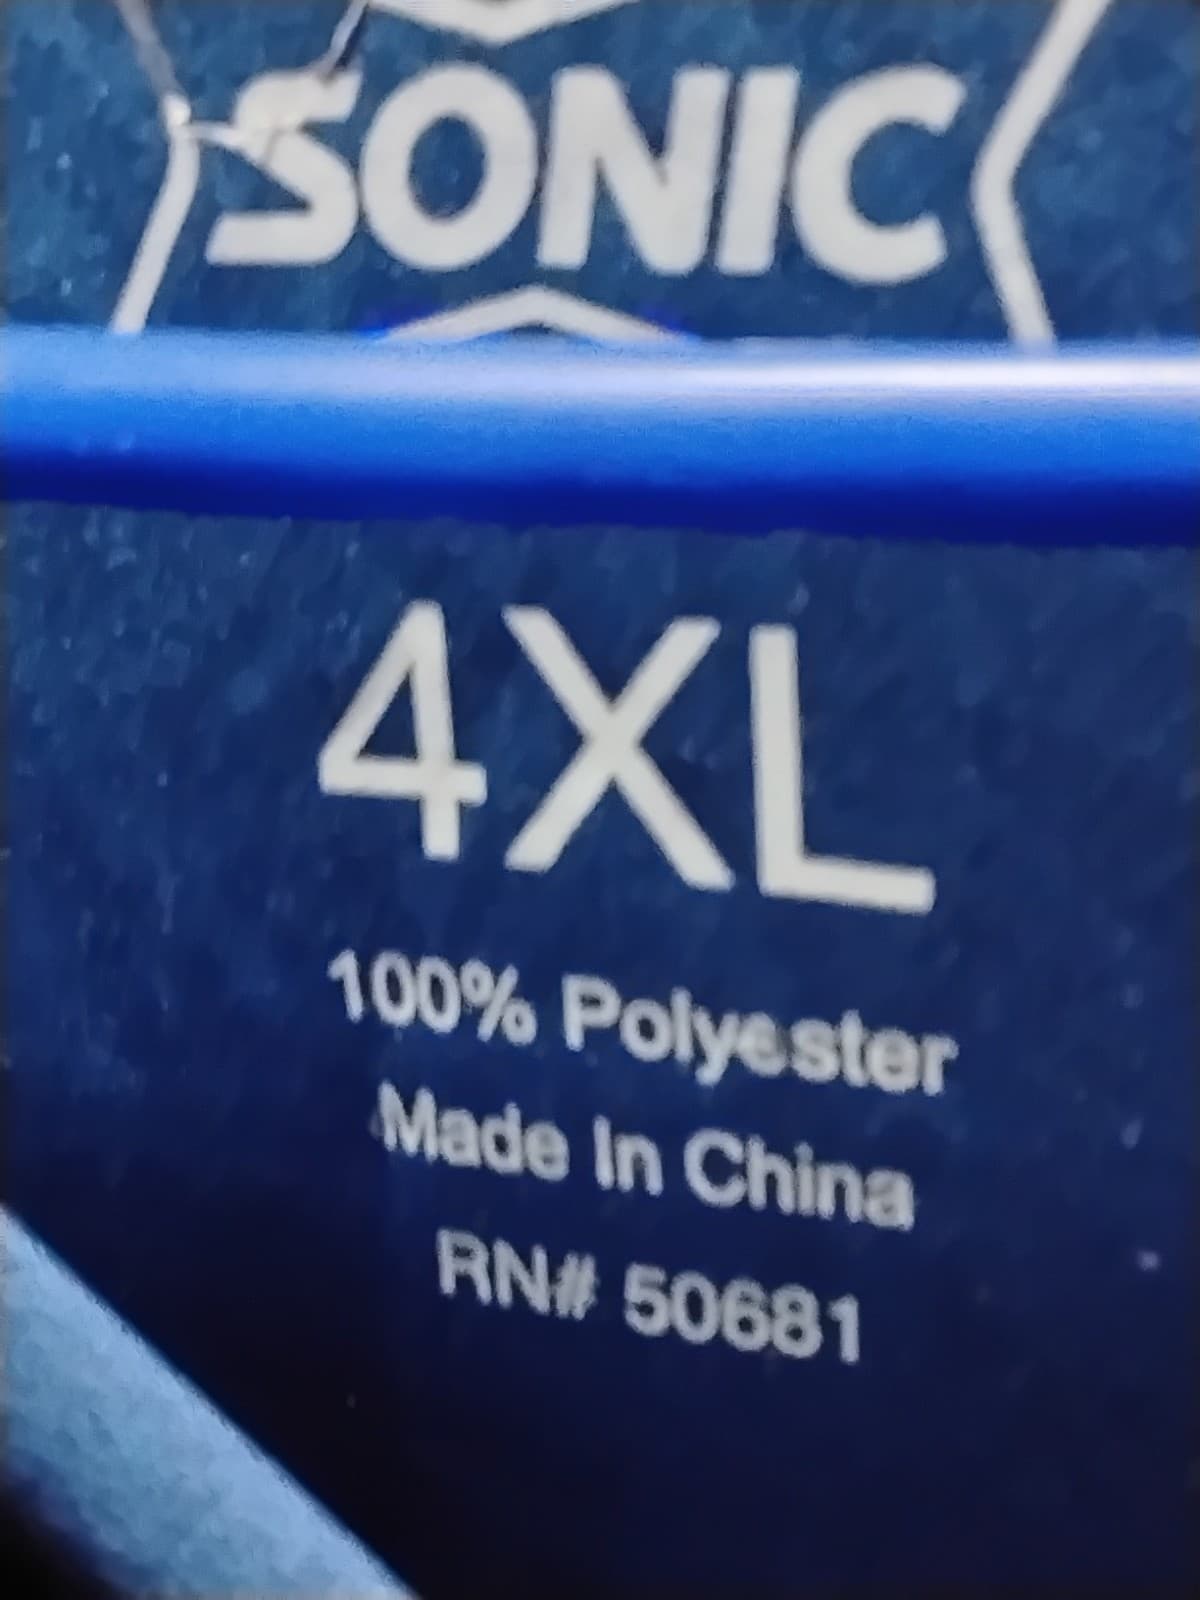 SONIC
4XL
100% Polyester
Made In China
RN# 50681